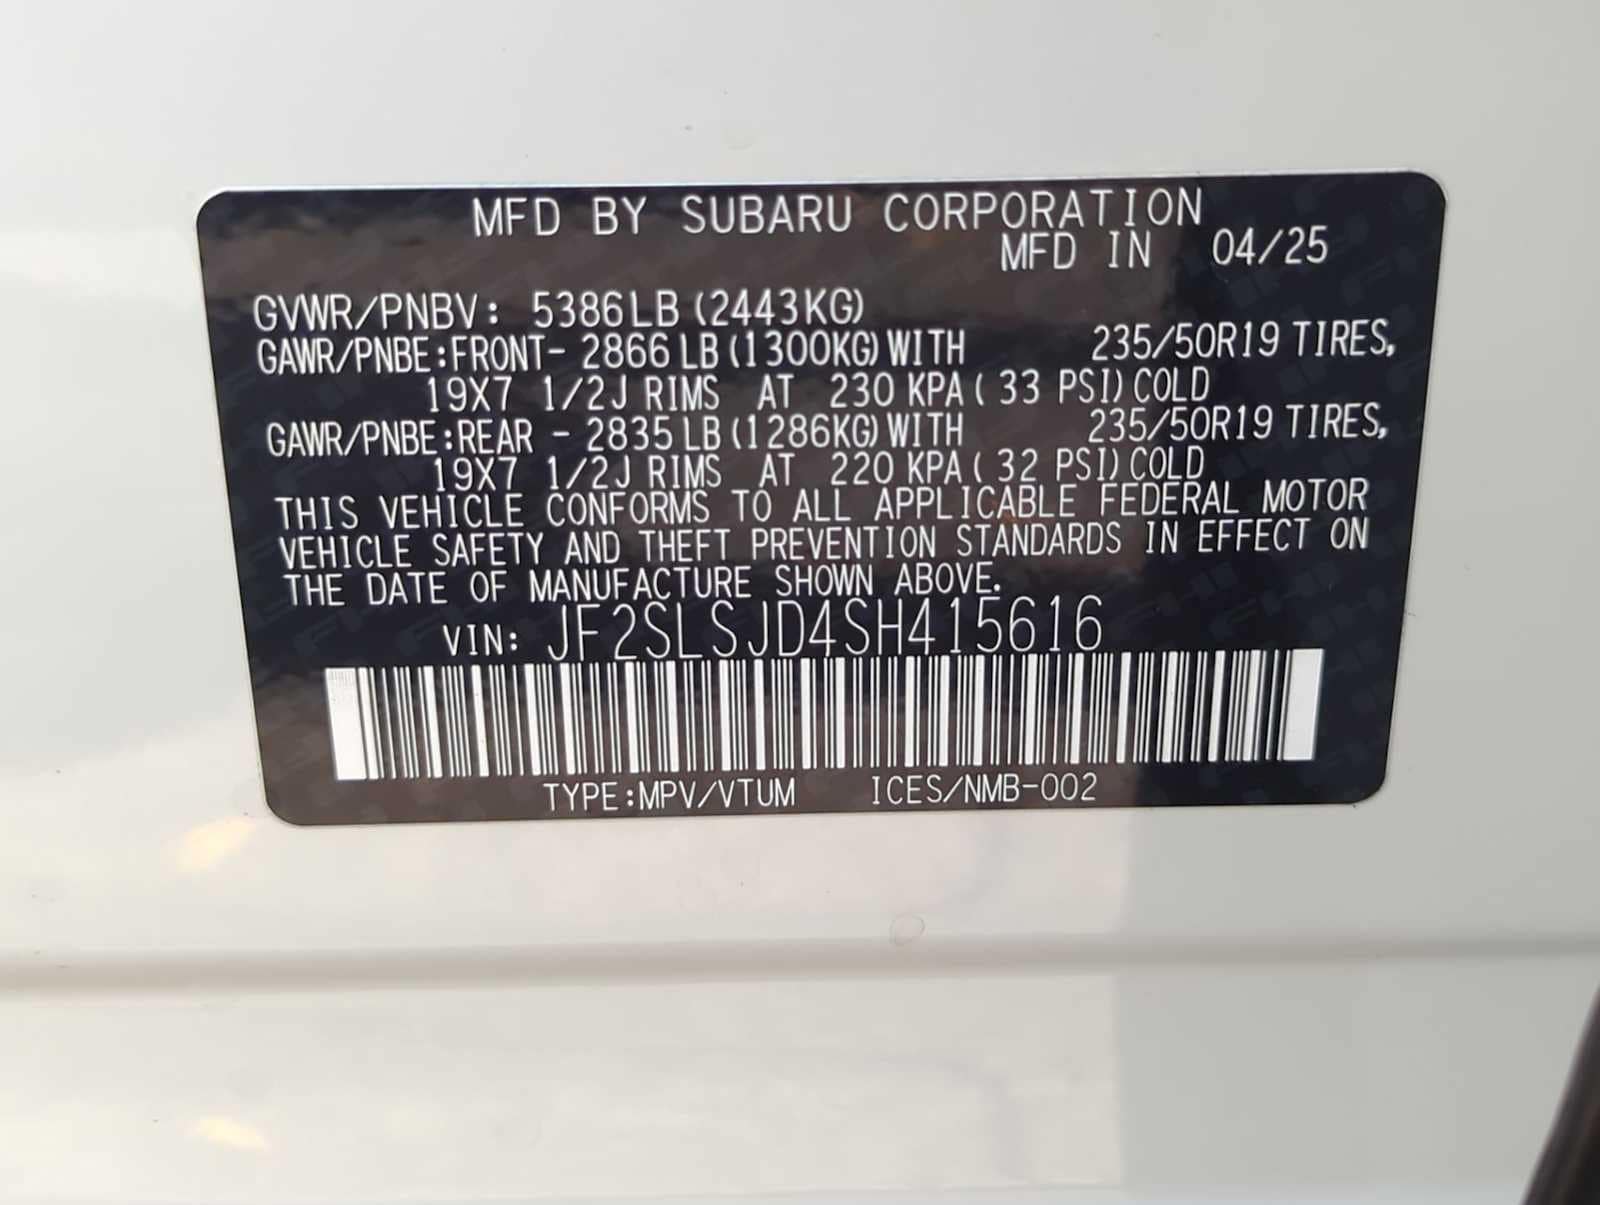 MFD BY SUBARU CORPORATION
MFD IN 04/25
GVWR/PNBV: 5386LB (2443KG)
GAWR/PNBE:FRONT- 2866 LB (1300KG) WITH 235/50R19 TIRES,
19X7 1/2J RIMS AT 230 KPA ( 33 PSI) COLD
GAWR/PNBE:REAR - 2835 LB (1286KG) WITH 235/50R19 TIRES,
19X7 1/2J RIMS AT 220 KPA ( 32 PSI) COLD
THIS VEHICLE CONFORMS TO ALL APPLICABLE FEDERAL MOTOR
VEHICLE SAFETY AND THEFT PREVENTION STANDARDS IN EFFECT ON
THE DATE OF MANUFACTURE SHOWN ABOVE.
VIN: JF2SLSJD4SH415616
TYPE:MPV/VTUM ICES/NMB-002